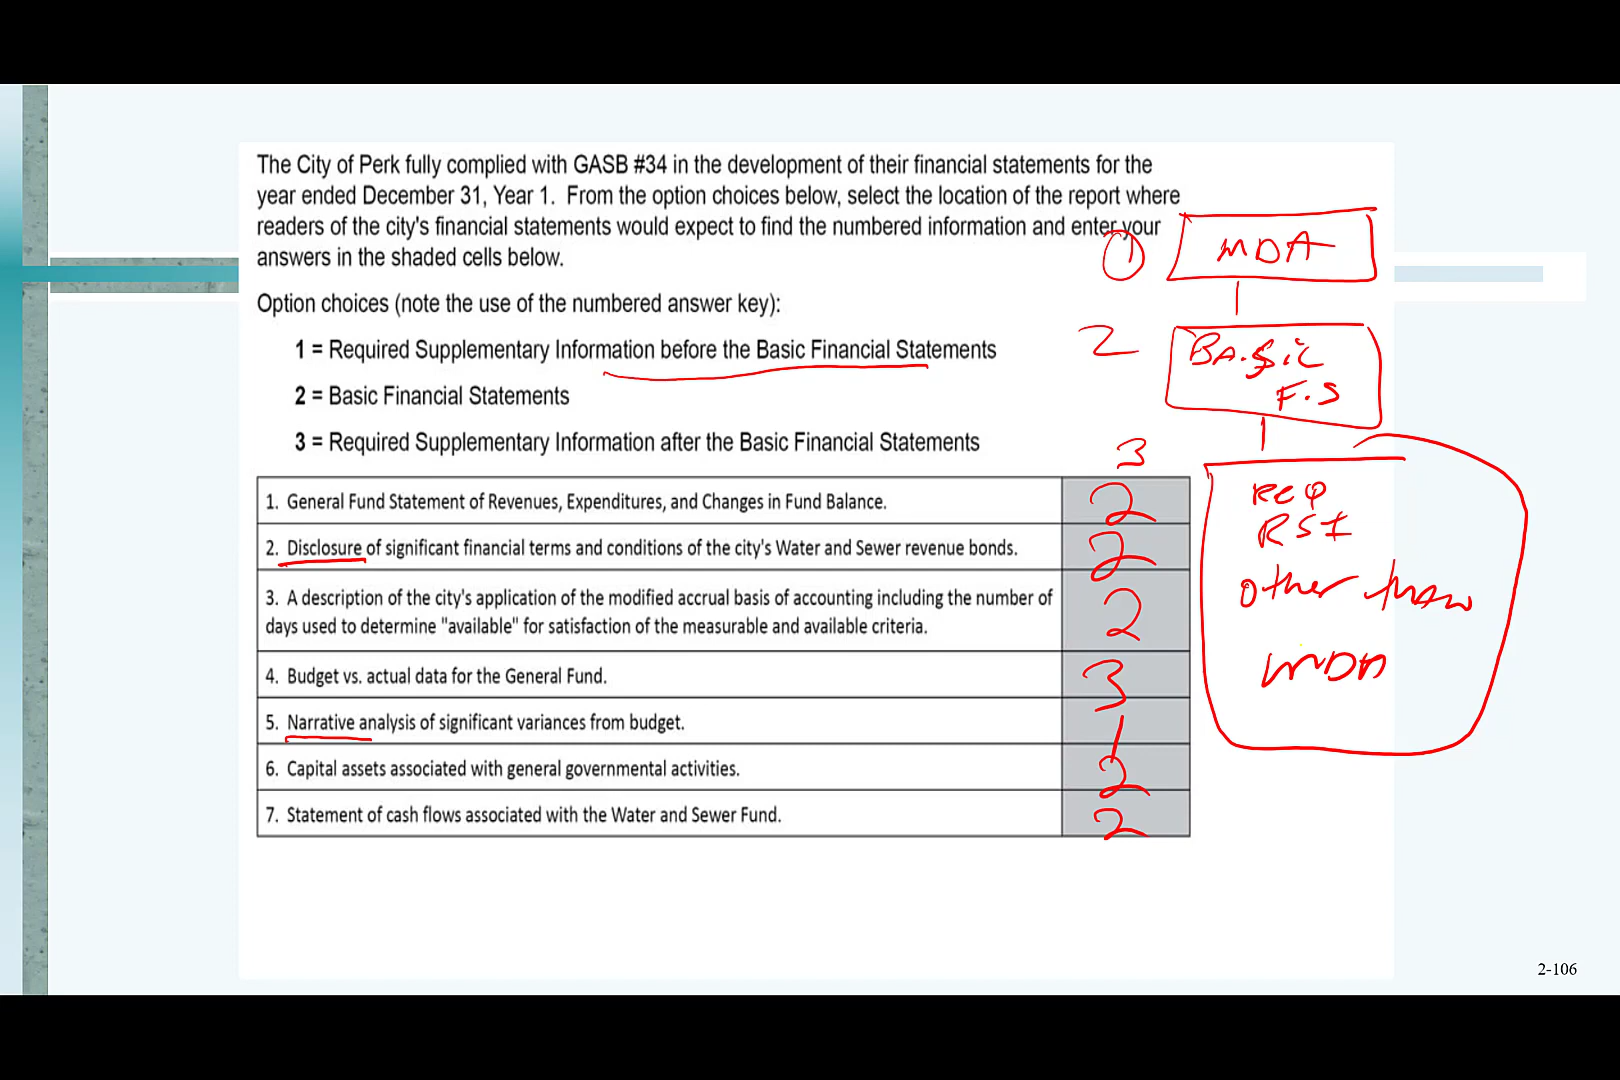 The City of Perk fully complied with GASB #34 in the development of their financial statements for the
year ended December 31, Year 1. From the option choices below, select the location of the report where
readers of the city's financial statements would expect to find the numbered information and enter your
answers in the shaded cells below.
Option choices (note the use of the numbered answer key):
1 = Required Supplementary Information before the Basic Financial Statements
2 = Basic Financial Statements
3 = Required Supplementary Information after the Basic Financial Statements
1. General Fund Statement of Revenues, Expenditures, and Changes in Fund Balance. 2
2. Disclosure of significant financial terms and conditions of the city's Water and Sewer revenue bonds. 2
3. A description of the city's application of the modified accrual basis of accounting including the number of
days used to determine "available" for satisfaction of the measurable and available criteria. 2
4. Budget vs. actual data for the General Fund. 3
5. Narrative analysis of significant variances from budget. 1
6. Capital assets associated with general governmental activities. 2
7. Statement of cash flows associated with the Water and Sewer Fund. 2
1 MDA
2 BASIC
F.S
3
REQ
RSI
other than
MDA
2-106